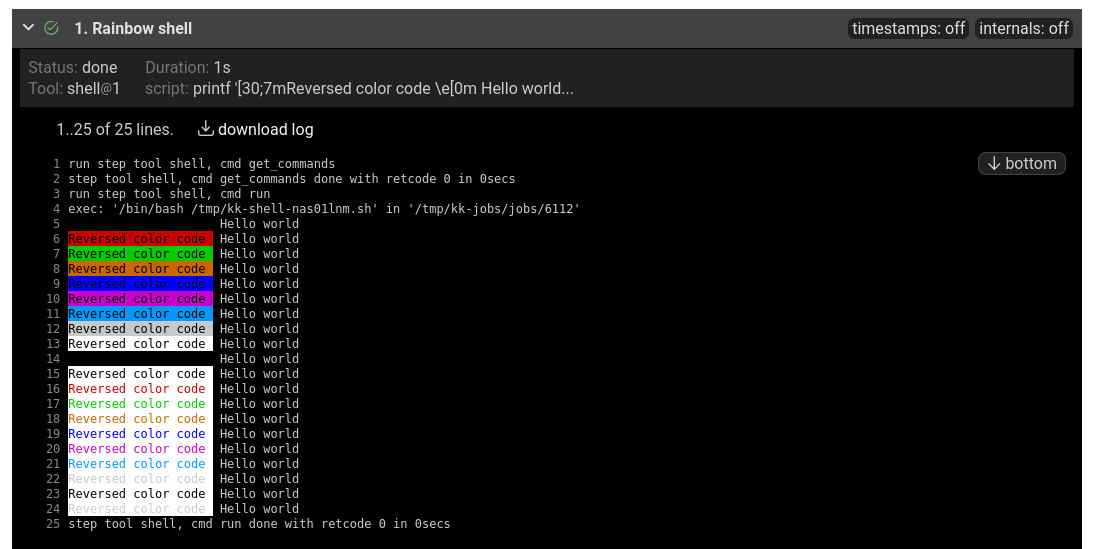 1. Rainbow shell timestamps: off internals: off
Status: done Duration: 1s
Tool: shell@1 script: printf '[30;7mReversed color code \e[0m Hello world...
1..25 of 25 lines. download log
bottom
1 run step tool shell, cmd get_commands
2 step tool shell, cmd get_commands done with retcode 0 in 0secs
3 run step tool shell, cmd run
4 exec: '/bin/bash /tmp/kk-shell-nas01lnm.sh' in '/tmp/kk-jobs/jobs/6112'
5 Hello world
6 Reversed color code Hello world
7 Reversed color code Hello world
8 Reversed color code Hello world
9 Reversed color code Hello world
10 Reversed color code Hello world
11 Reversed color code Hello world
12 Reversed color code Hello world
13 Reversed color code Hello world
14 Hello world
15 Reversed color code Hello world
16 Reversed color code Hello world
17 Reversed color code Hello world
18 Reversed color code Hello world
19 Reversed color code Hello world
20 Reversed color code Hello world
21 Reversed color code Hello world
22 Reversed color code Hello world
23 Reversed color code Hello world
24 Reversed color code Hello world
25 step tool shell, cmd run done with retcode 0 in 0secs